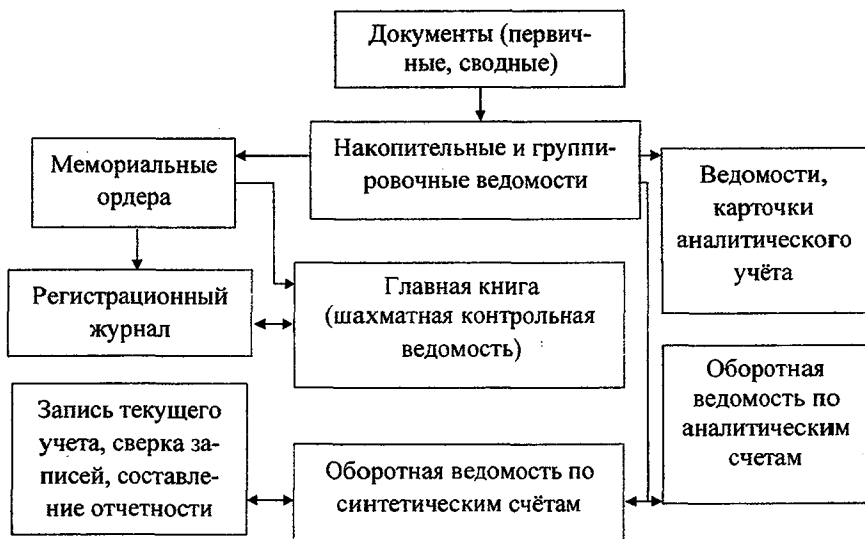 Документы (первич-
ные, сводные)
Накопительные и группи-
ровочные ведомости
Мемориальные
ордера
Ведомости,
карточки
аналитического
учёта
Регистрационный
журнал
Главная книга
(шахматная контрольная
ведомость)
Оборотная
ведомость по
аналитическим
счетам
Запись текущего
учета, сверка за-
писей, составле-
ние отчетности
Оборотная ведомость по
синтетическим счётам